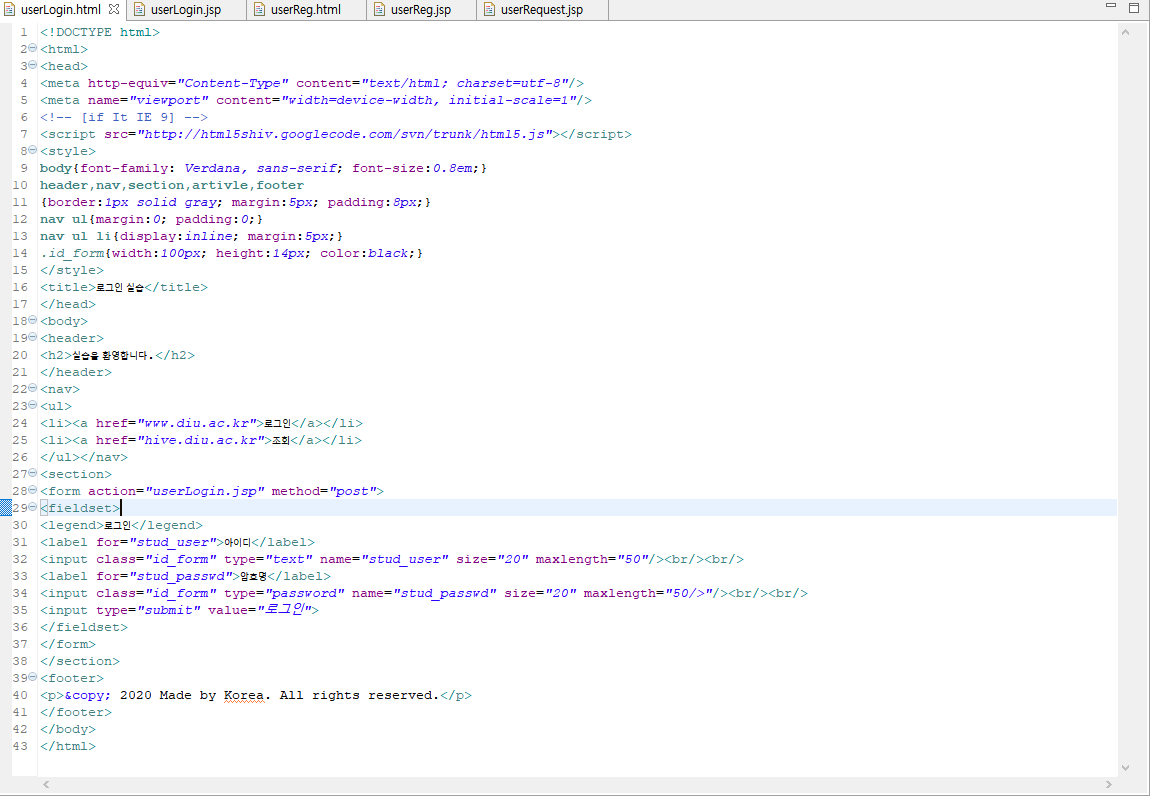 userLogin.html userLogin.jsp userReg.html userReg.jsp userRequest.jsp
1 <!DOCTYPE html>
2 <html>
3 <head>
4 <meta http-equiv="Content-Type" content="text/html; charset=utf-8"/>
5 <meta name="viewport" content="width=device-width, initial-scale=1"/>
6 <!-- [if It IE 9] -->
7 <script src="http://html5shiv.googlecode.com/svn/trunk/html5.js"></script>
8 <style>
9 body{font-family: Verdana, sans-serif; font-size:0.8em;}
10 header,nav,section,artivle,footer
11 {border:1px solid gray; margin:5px; padding:8px;}
12 nav ul{margin:0; padding:0;}
13 nav ul li{display:inline; margin:5px;}
14 .id_form{width:100px; height:14px; color:black;}
15 </style>
16 <title>로그인 실습</title>
17 </head>
18 <body>
19 <header>
20 <h2>실습을 환영합니다.</h2>
21 </header>
22 <nav>
23 <ul>
24 <li><a href="www.diu.ac.kr">로그인</a></li>
25 <li><a href="hive.diu.ac.kr">조회</a></li>
26 </ul></nav>
27 <section>
28 <form action="userLogin.jsp" method="post">
29 <fieldset>
30 <legend>로그인</legend>
31 <label for="stud_user">아이디</label>
32 <input class="id_form" type="text" name="stud_user" size="20" maxlength="50"/><br/><br/>
33 <label for="stud_passwd">암호명</label>
34 <input class="id_form" type="password" name="stud_passwd" size="20" maxlength="50/>"/><br/><br/>
35 <input type="submit" value="로그인">
36 </fieldset>
37 </form>
38 </section>
39 <footer>
40 <p>&copy; 2020 Made by Korea. All rights reserved.</p>
41 </footer>
42 </body>
43 </html>